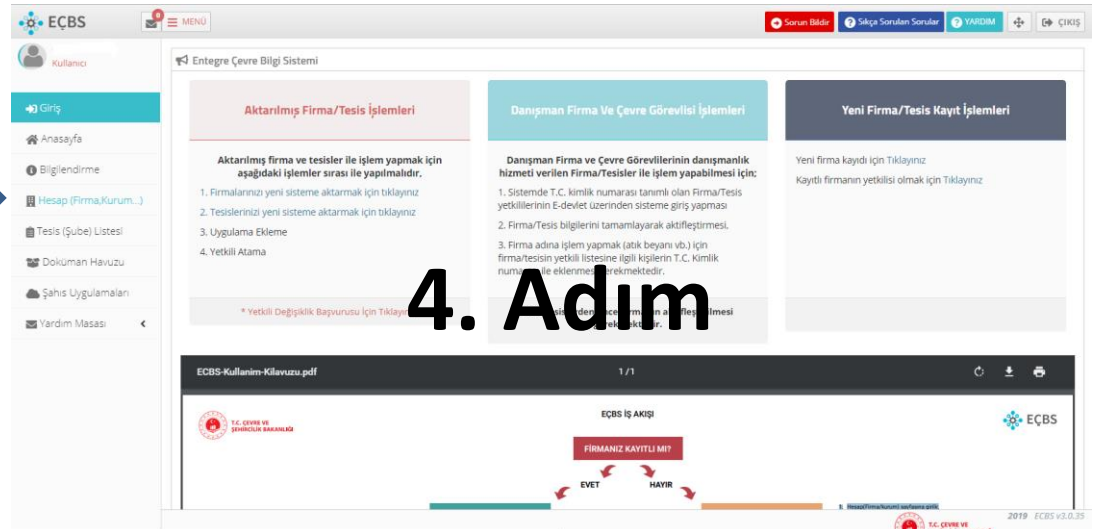 EÇBS
MENÜ
Sorun Bildir
Sıkça Sorulan Sorular
YARDIM
ÇIKIŞ
Kullanıcı
Entegre Çevre Bilgi Sistemi
Giriş
Anasayfa
Bilgilendirme
Hesap (Firma,Kurum...)
Tesis (Şube) Listesi
Doküman Havuzu
Şahıs Uygulamaları
Yardım Masası
Aktarılmış Firma/Tesis İşlemleri
Aktarılmış firma ve tesisler ile işlem yapmak için
aşağıdaki işlemler sırası ile yapılmalıdır,
1. Firmalarınızı yeni sisteme aktarmak için tıklayınız
2. Tesislerinizi yeni sisteme aktarmak için tıklayınız
3. Uygulama Ekleme
4. Yetkili Atama
* Yetkili Değişiklik Başvurusu İçin
Danışman Firma Ve Çevre Görevlisi İşlemleri
Danışman Firma ve Çevre Görevlilerinin danışmanlık
hizmeti verilen Firma/Tesisler ile işlem yapabilmesi için;
1. Sistemde T.C. kimlik numarası tanımlı olan Firma/Tesis
yetkililerinin E-devlet üzerinden sisteme giriş yapması
2. Firma/Tesis bilgilerini tamamlayarak aktifleştirmesi.
3. Firma adına işlem yapmak (atık beyanı vb.) için
firma/tesisin yetkili listesine ilgili kişilerin T.C. Kimlik
ile
Yeni Firma/Tesis Kayıt İşlemleri
Yeni firma kayıdı için Tıklayınız
Kayıtlı firmanın yetkilisi olmak için Tıklayınız
4. Adım
ECBS-Kullanim-Kilavuzu.pdf
1 / 1
T.C. ÇEVRE VE
ŞEHİRCİLİK BAKANLIĞI
EÇBS İŞ AKIŞI
EÇBS
FİRMANIZ KAYITLI MI?
EVET
HAYIR
2019 ECBS v3.0.35
T.C. ÇEVRE VE